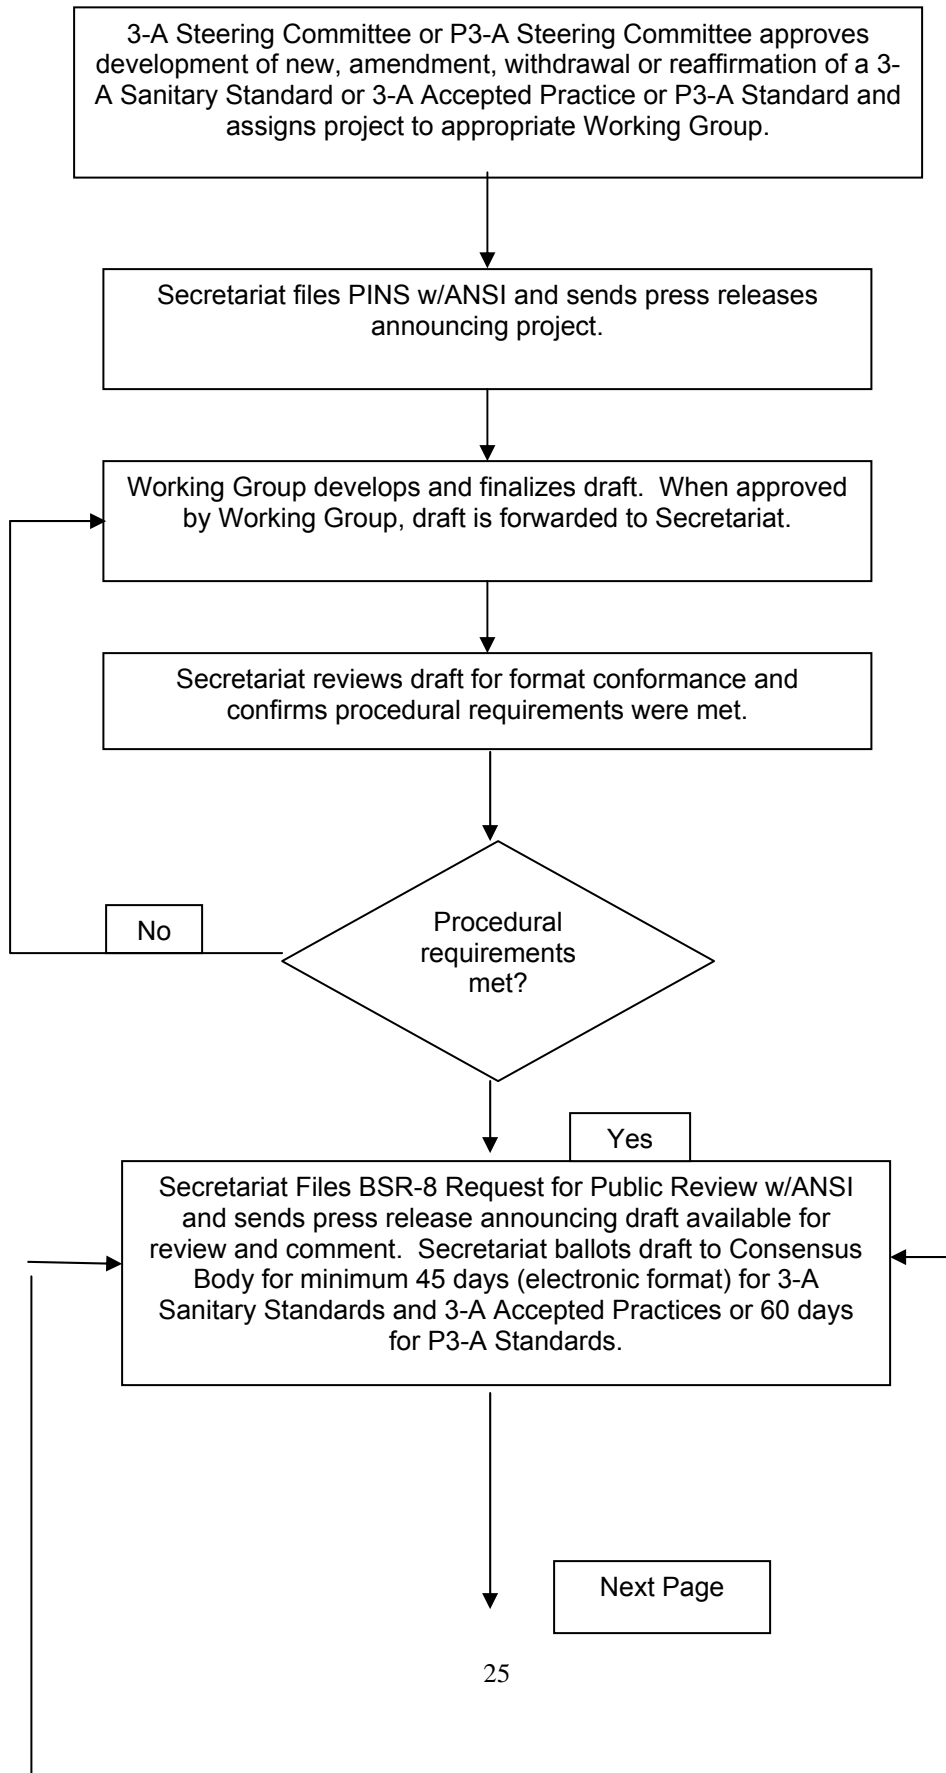 3-A Steering Committee or P3-A Steering Committee approves
development of new, amendment, withdrawal or reaffirmation of a 3-
A Sanitary Standard or 3-A Accepted Practice or P3-A Standard and
assigns project to appropriate Working Group.
Secretariat files PINS w/ANSI and sends press releases
announcing project.
Working Group develops and finalizes draft.  When approved
by Working Group, draft is forwarded to Secretariat.
Secretariat reviews draft for format conformance and
confirms procedural requirements were met.
No
Procedural
requirements
met?
Yes
Secretariat Files BSR-8 Request for Public Review w/ANSI
and sends press release announcing draft available for
review and comment.  Secretariat ballots draft to Consensus
Body for minimum 45 days (electronic format) for 3-A
Sanitary Standards and 3-A Accepted Practices or 60 days
for P3-A Standards.
Next Page
25